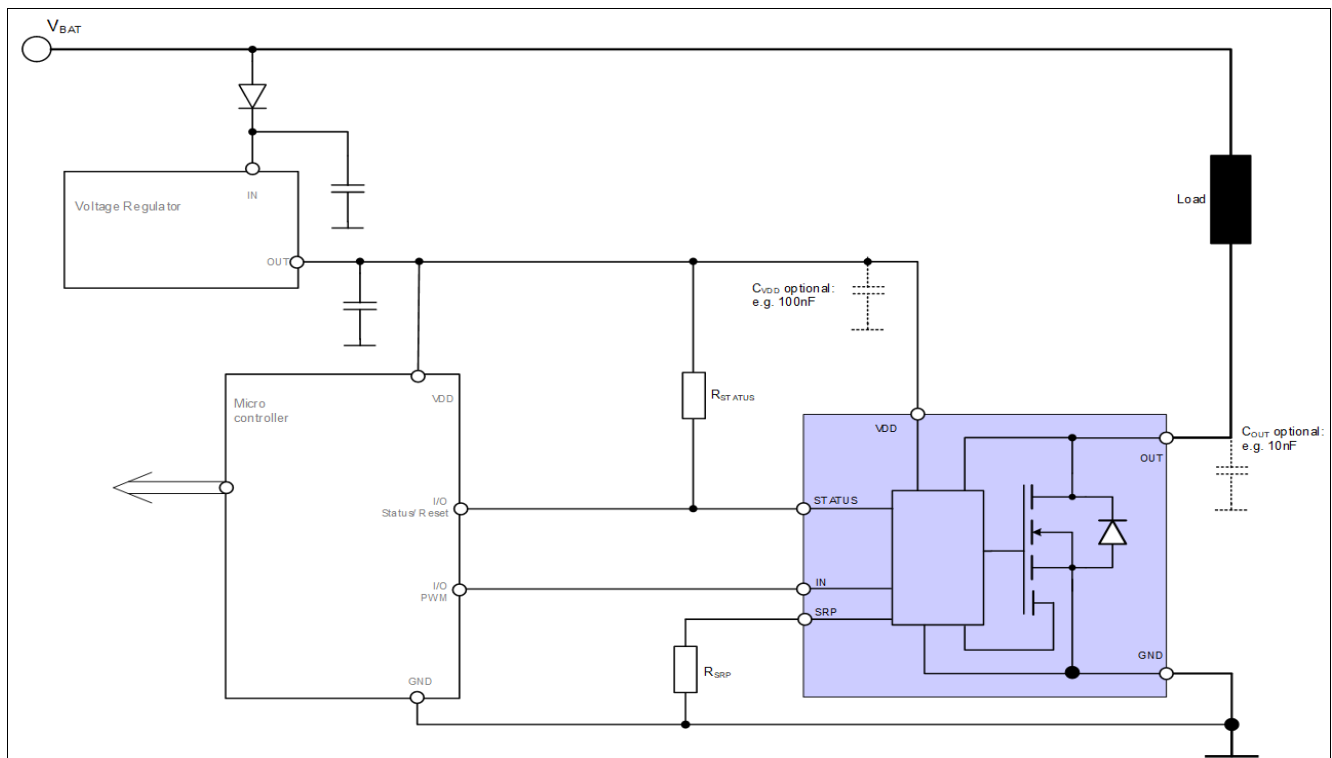 VBAT
IN
Voltage Regulator
Load
OUT
CVDD optional:
e.g. 100nF
RSTATUS
Micro
controller
VDD
VDD
COUT optional:
e.g. 10nF
OUT
I/O
Status/Reset
STATUS
I/O
PWM
IN
SRP
GND
RSRP
GND